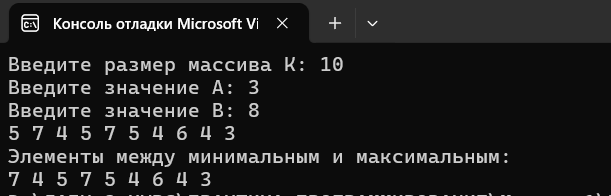 Консоль отладки Microsoft Vi
Введите размер массива К: 10
Введите значение A: 3
Введите значение B: 8
5 7 4 5 7 5 4 6 4 3
Элементы между минимальным и максимальным:
7 4 5 7 5 4 6 4 3